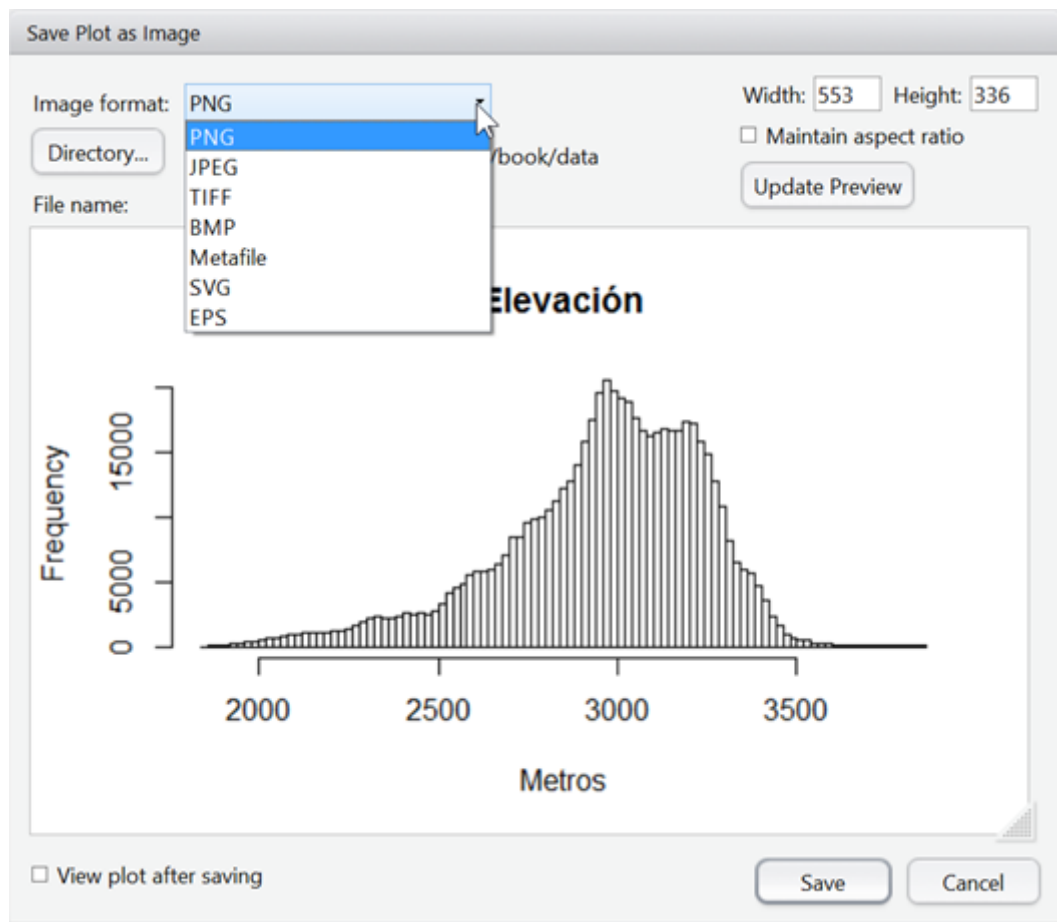 Save Plot as Image
Image format: PNG
Width: 553 Height: 336
PNG
JPEG
TIFF
BMP
Metafile
SVG
EPS
Directory...
/book/data
Maintain aspect ratio
Update Preview
File name:
Elevación
Frequency
0
5000
15000
2000 2500 3000 3500
Metros
View plot after saving
Save Cancel